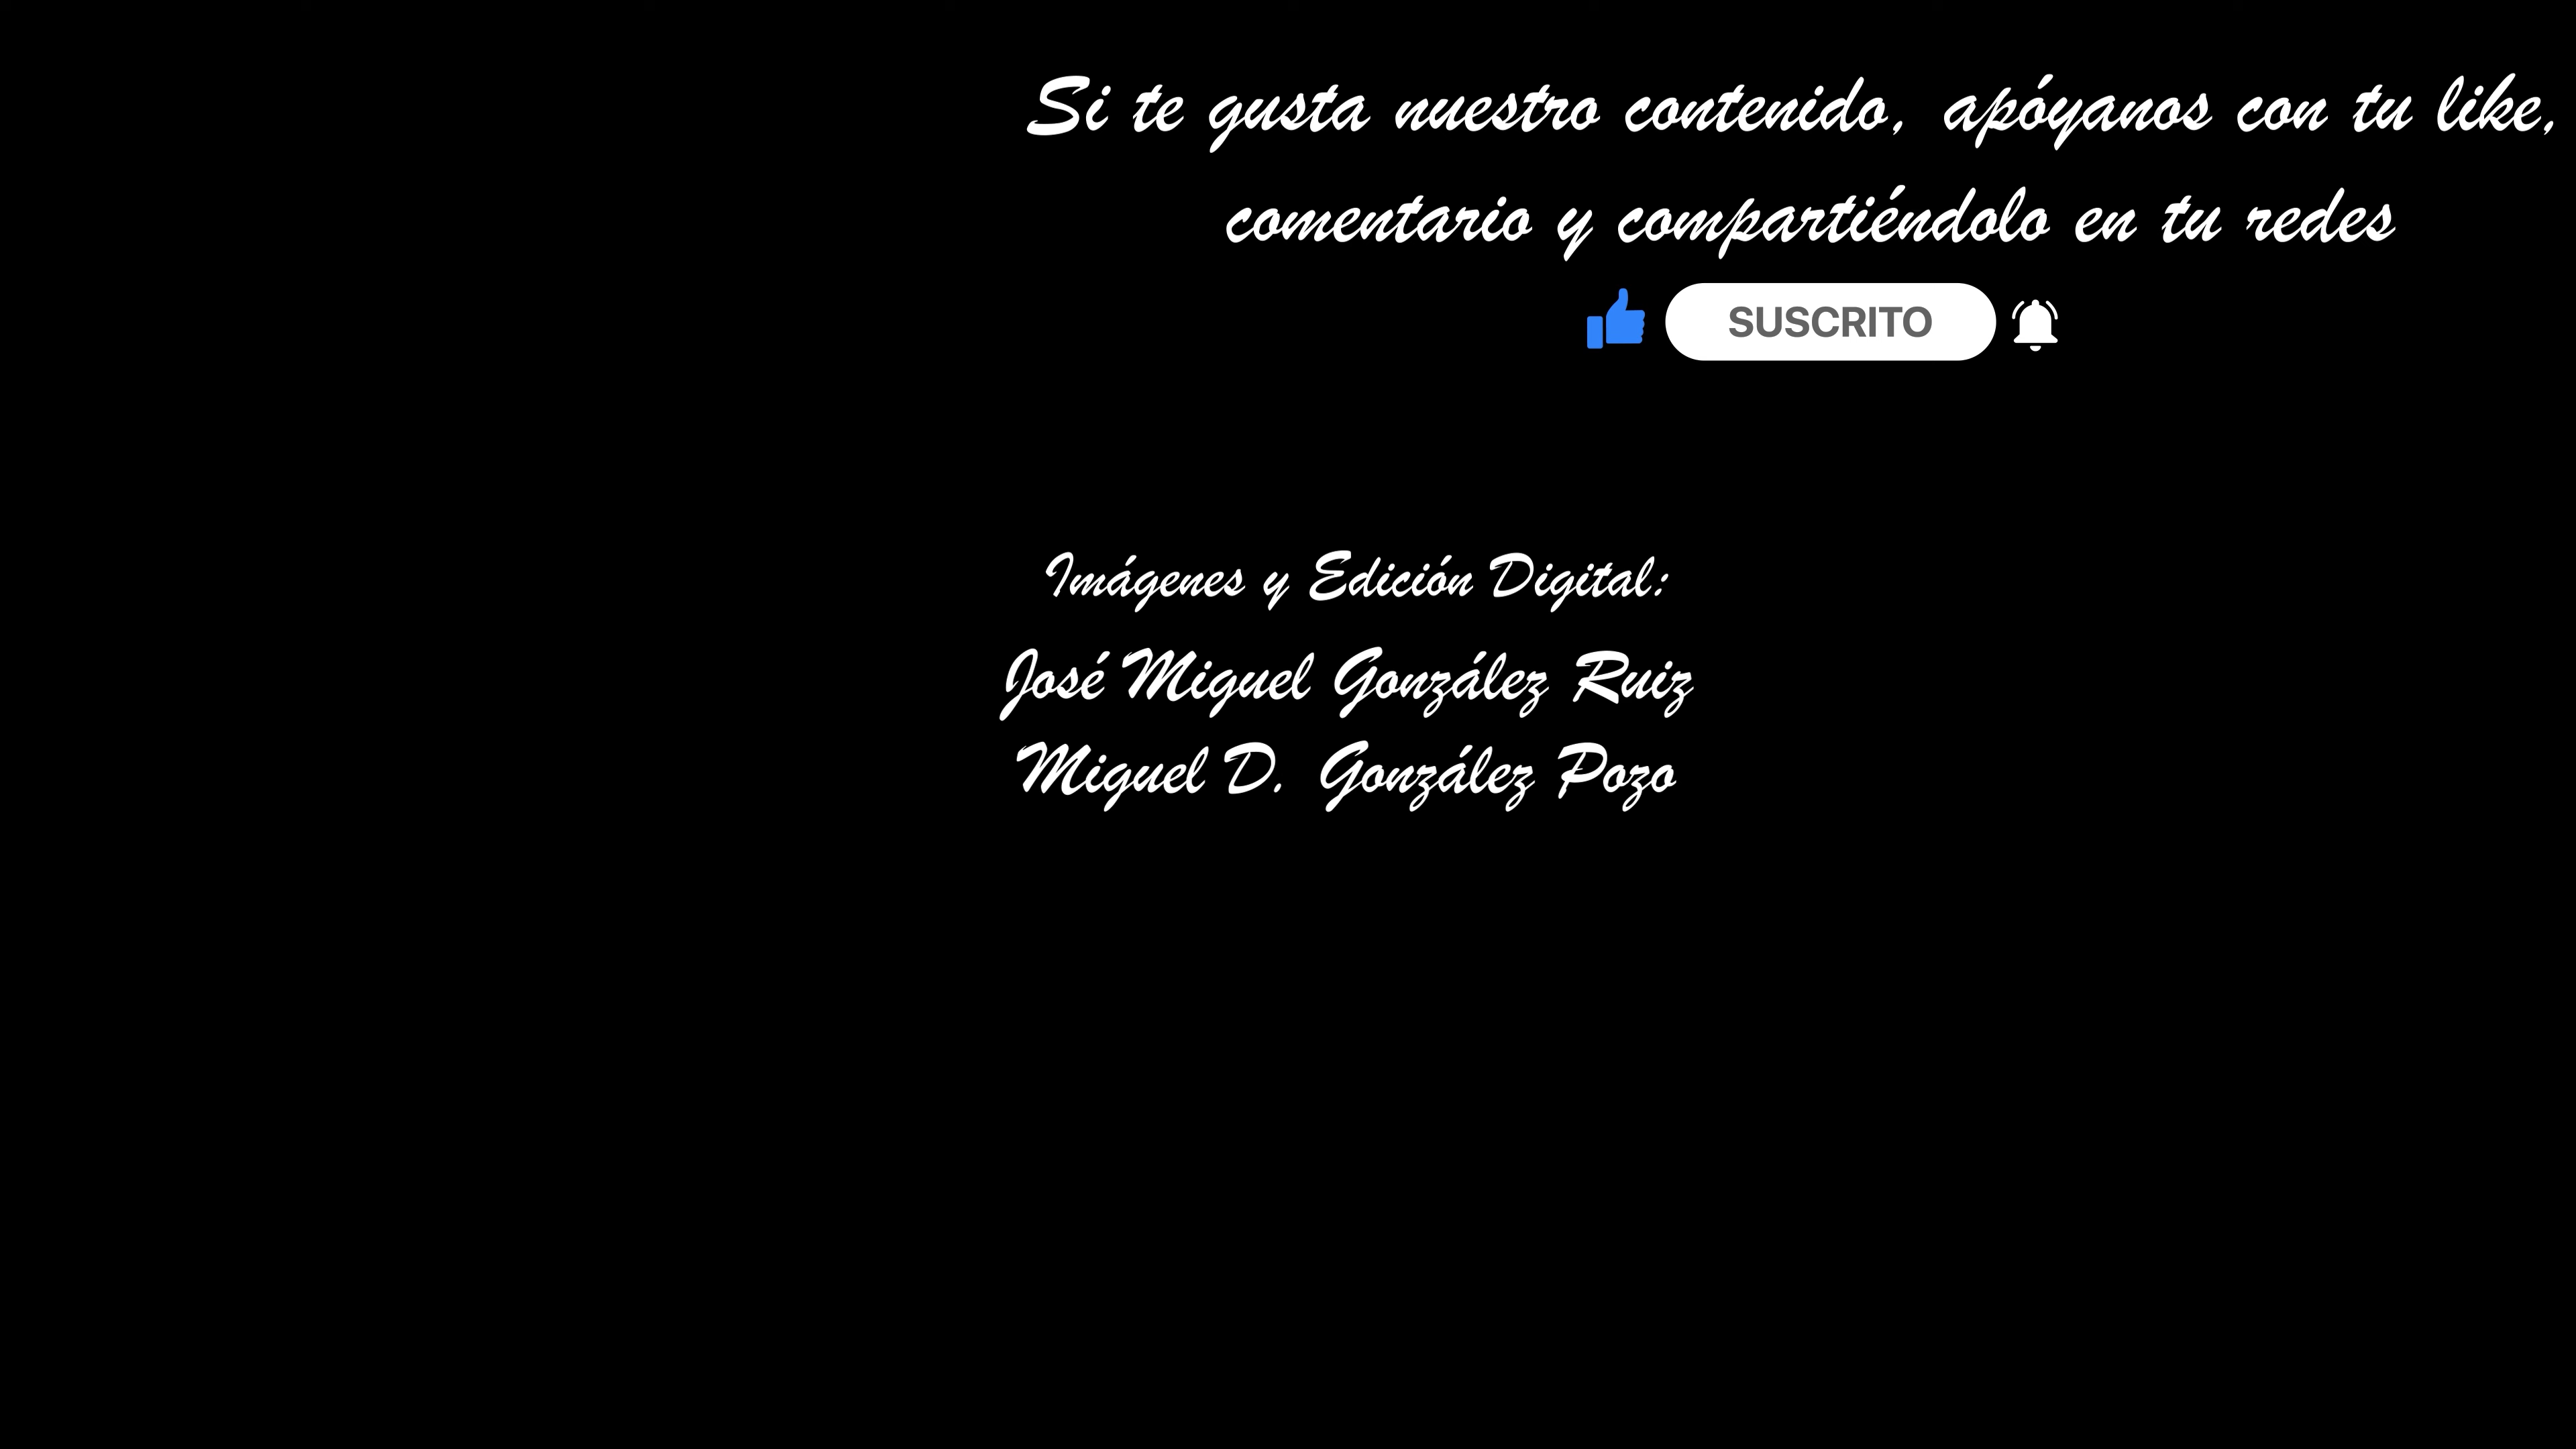 Si te gusta nuestro contenido, apóyanos con tu like,
comentario y compartiéndolo en tu redes
SUSCRITO
Imágenes y Edición Digital:
José Miguel González Ruiz
Miguel D. González Pozo